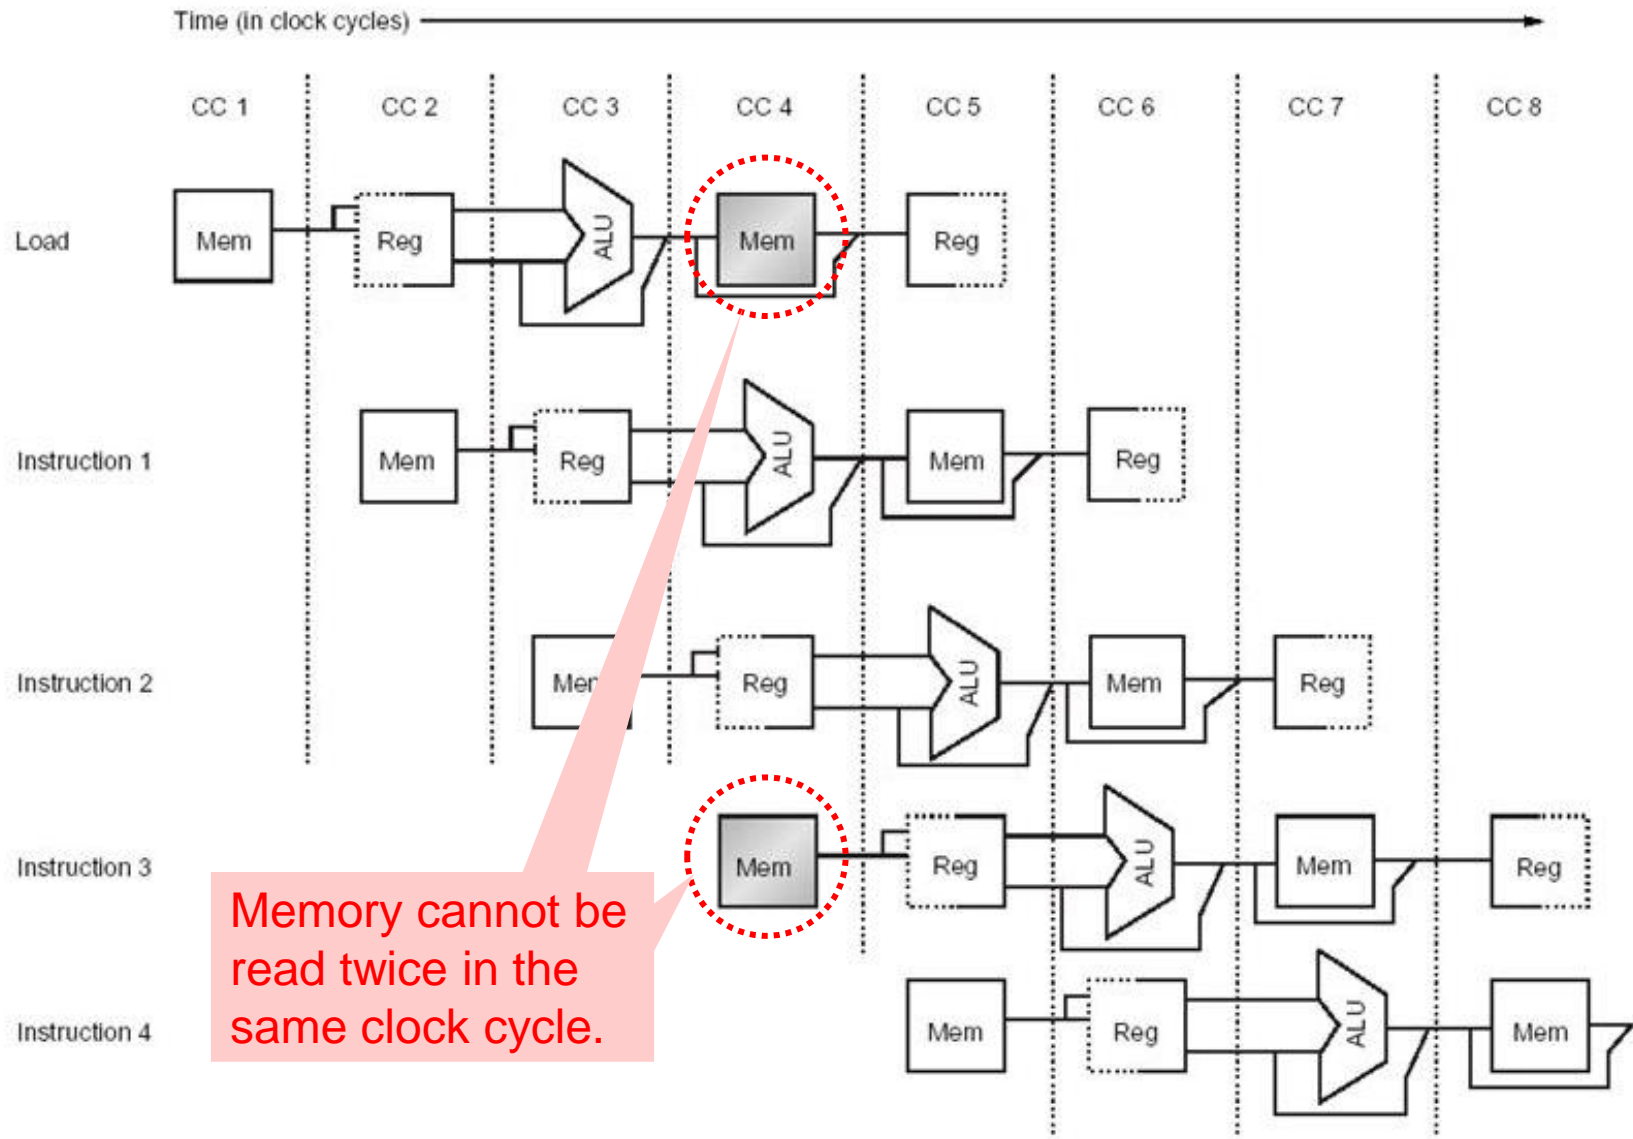 Time (in clock cycles)
CC 1 CC 2 CC 3 CC 4 CC 5 CC 6 CC 7 CC 8
Load Mem Reg ALU Mem Reg
Instruction 1 Mem Reg ALU Mem Reg
Instruction 2 Mem Reg ALU Mem Reg
Instruction 3 Mem Reg ALU Mem Reg
Memory cannot be
read twice in the
same clock cycle.
Instruction 4 Mem Reg ALU Mem